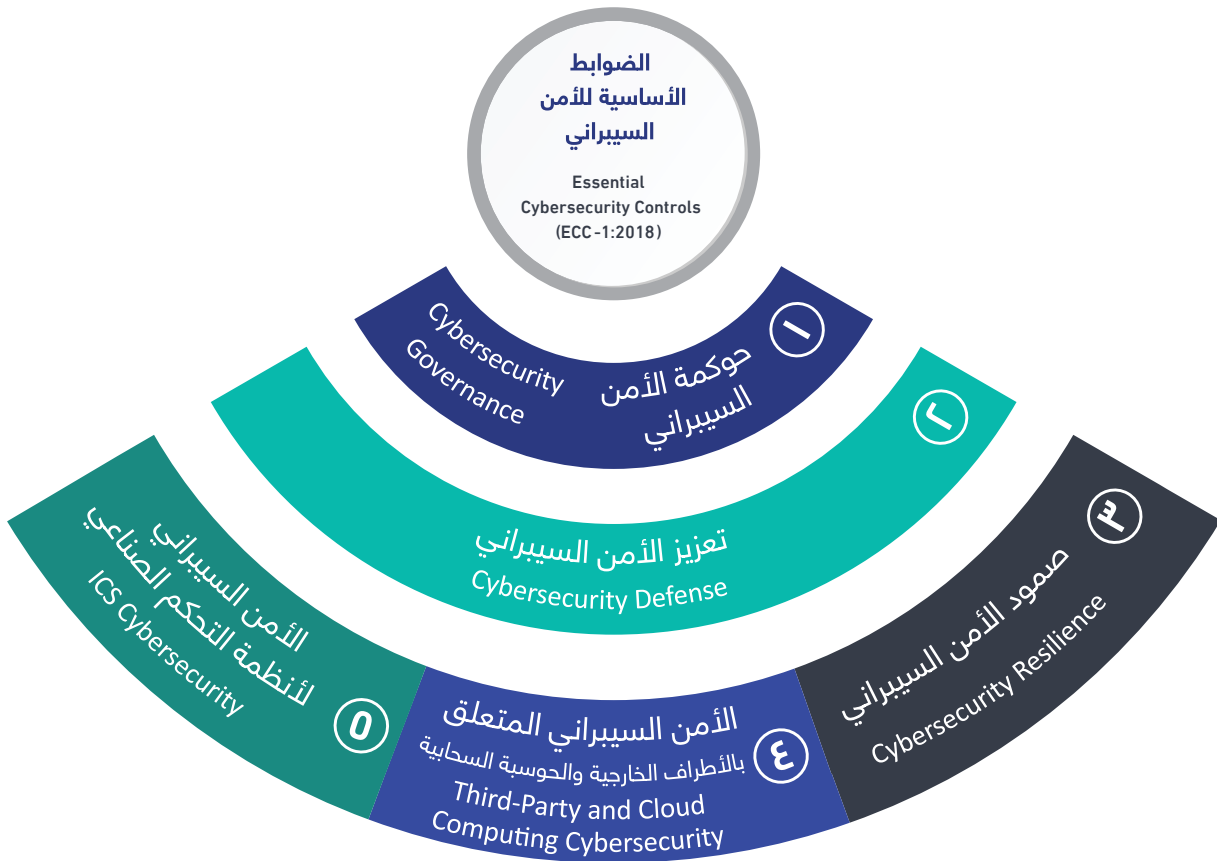 الضوابط
الأساسية للأمن
السيبراني
Essential
Cybersecurity Controls
(ECC-1:2018)
١
حوكمة الأمن
السيبراني
Cybersecurity
Governance
٢
تعزيز الأمن السيبراني
Cybersecurity Defense
٣
صمود الأمن السيبراني
Cybersecurity Resilience
٤
الأمن السيبراني المتعلق
بالأطراف الخارجية والحوسبة السحابية
Third-Party and Cloud
Computing Cybersecurity
٥
الأمن السيبراني
لأنظمة التحكم الصناعي
ICS Cybersecurity